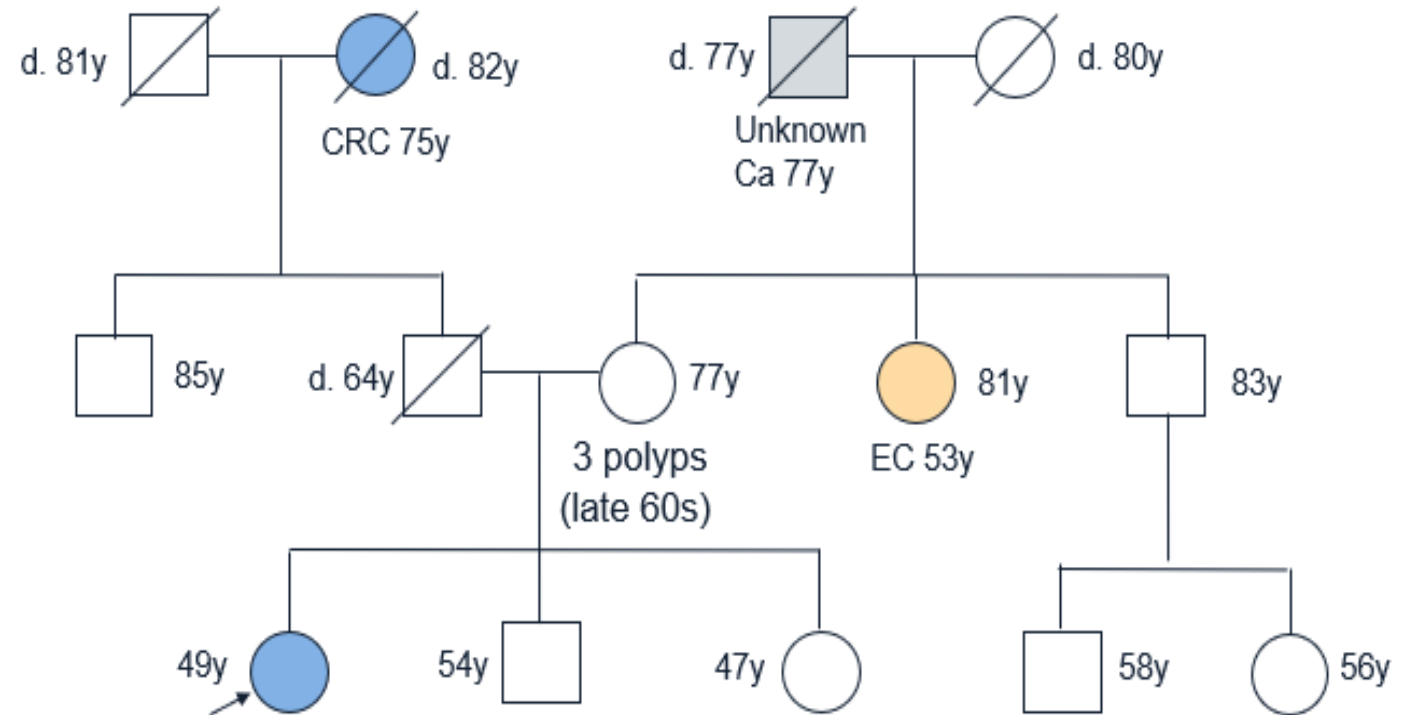 d. 81y
d. 82y
CRC 75y
d. 77y
Unknown
Ca 77y
d. 80y
85y
d. 64y
77y
3 polyps
(late 60s)
81y
EC 53y
83y
49y
54y
47y
58y
56y